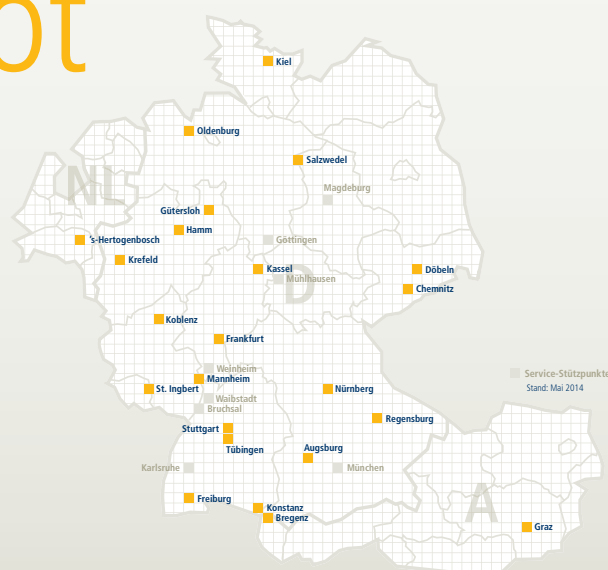 pt
Kiel
Oldenburg
Salzwedel
Magdeburg
NL
Gütersloh
Hamm
's-Hertogenbosch
Göttingen
Krefeld
Kassel
Döbeln
Mühlhausen
D
Chemnitz
Koblenz
Frankfurt
Weinheim
Mannheim
Service-Stützpunkte
St. Ingbert
Nürnberg
Stand: Mai 2014
Waibstadt
Bruchsal
Regensburg
Stuttgart
Tübingen
Augsburg
Karlsruhe
München
Freiburg
A
Konstanz
Bregenz
Graz